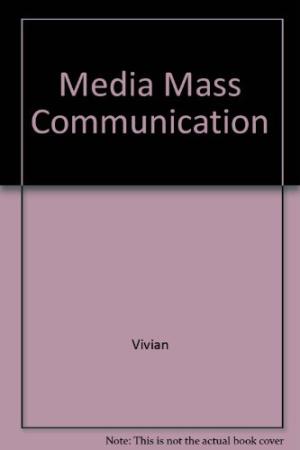 Media Mass
Communication
Vivian
Note: This is not the actual book cover